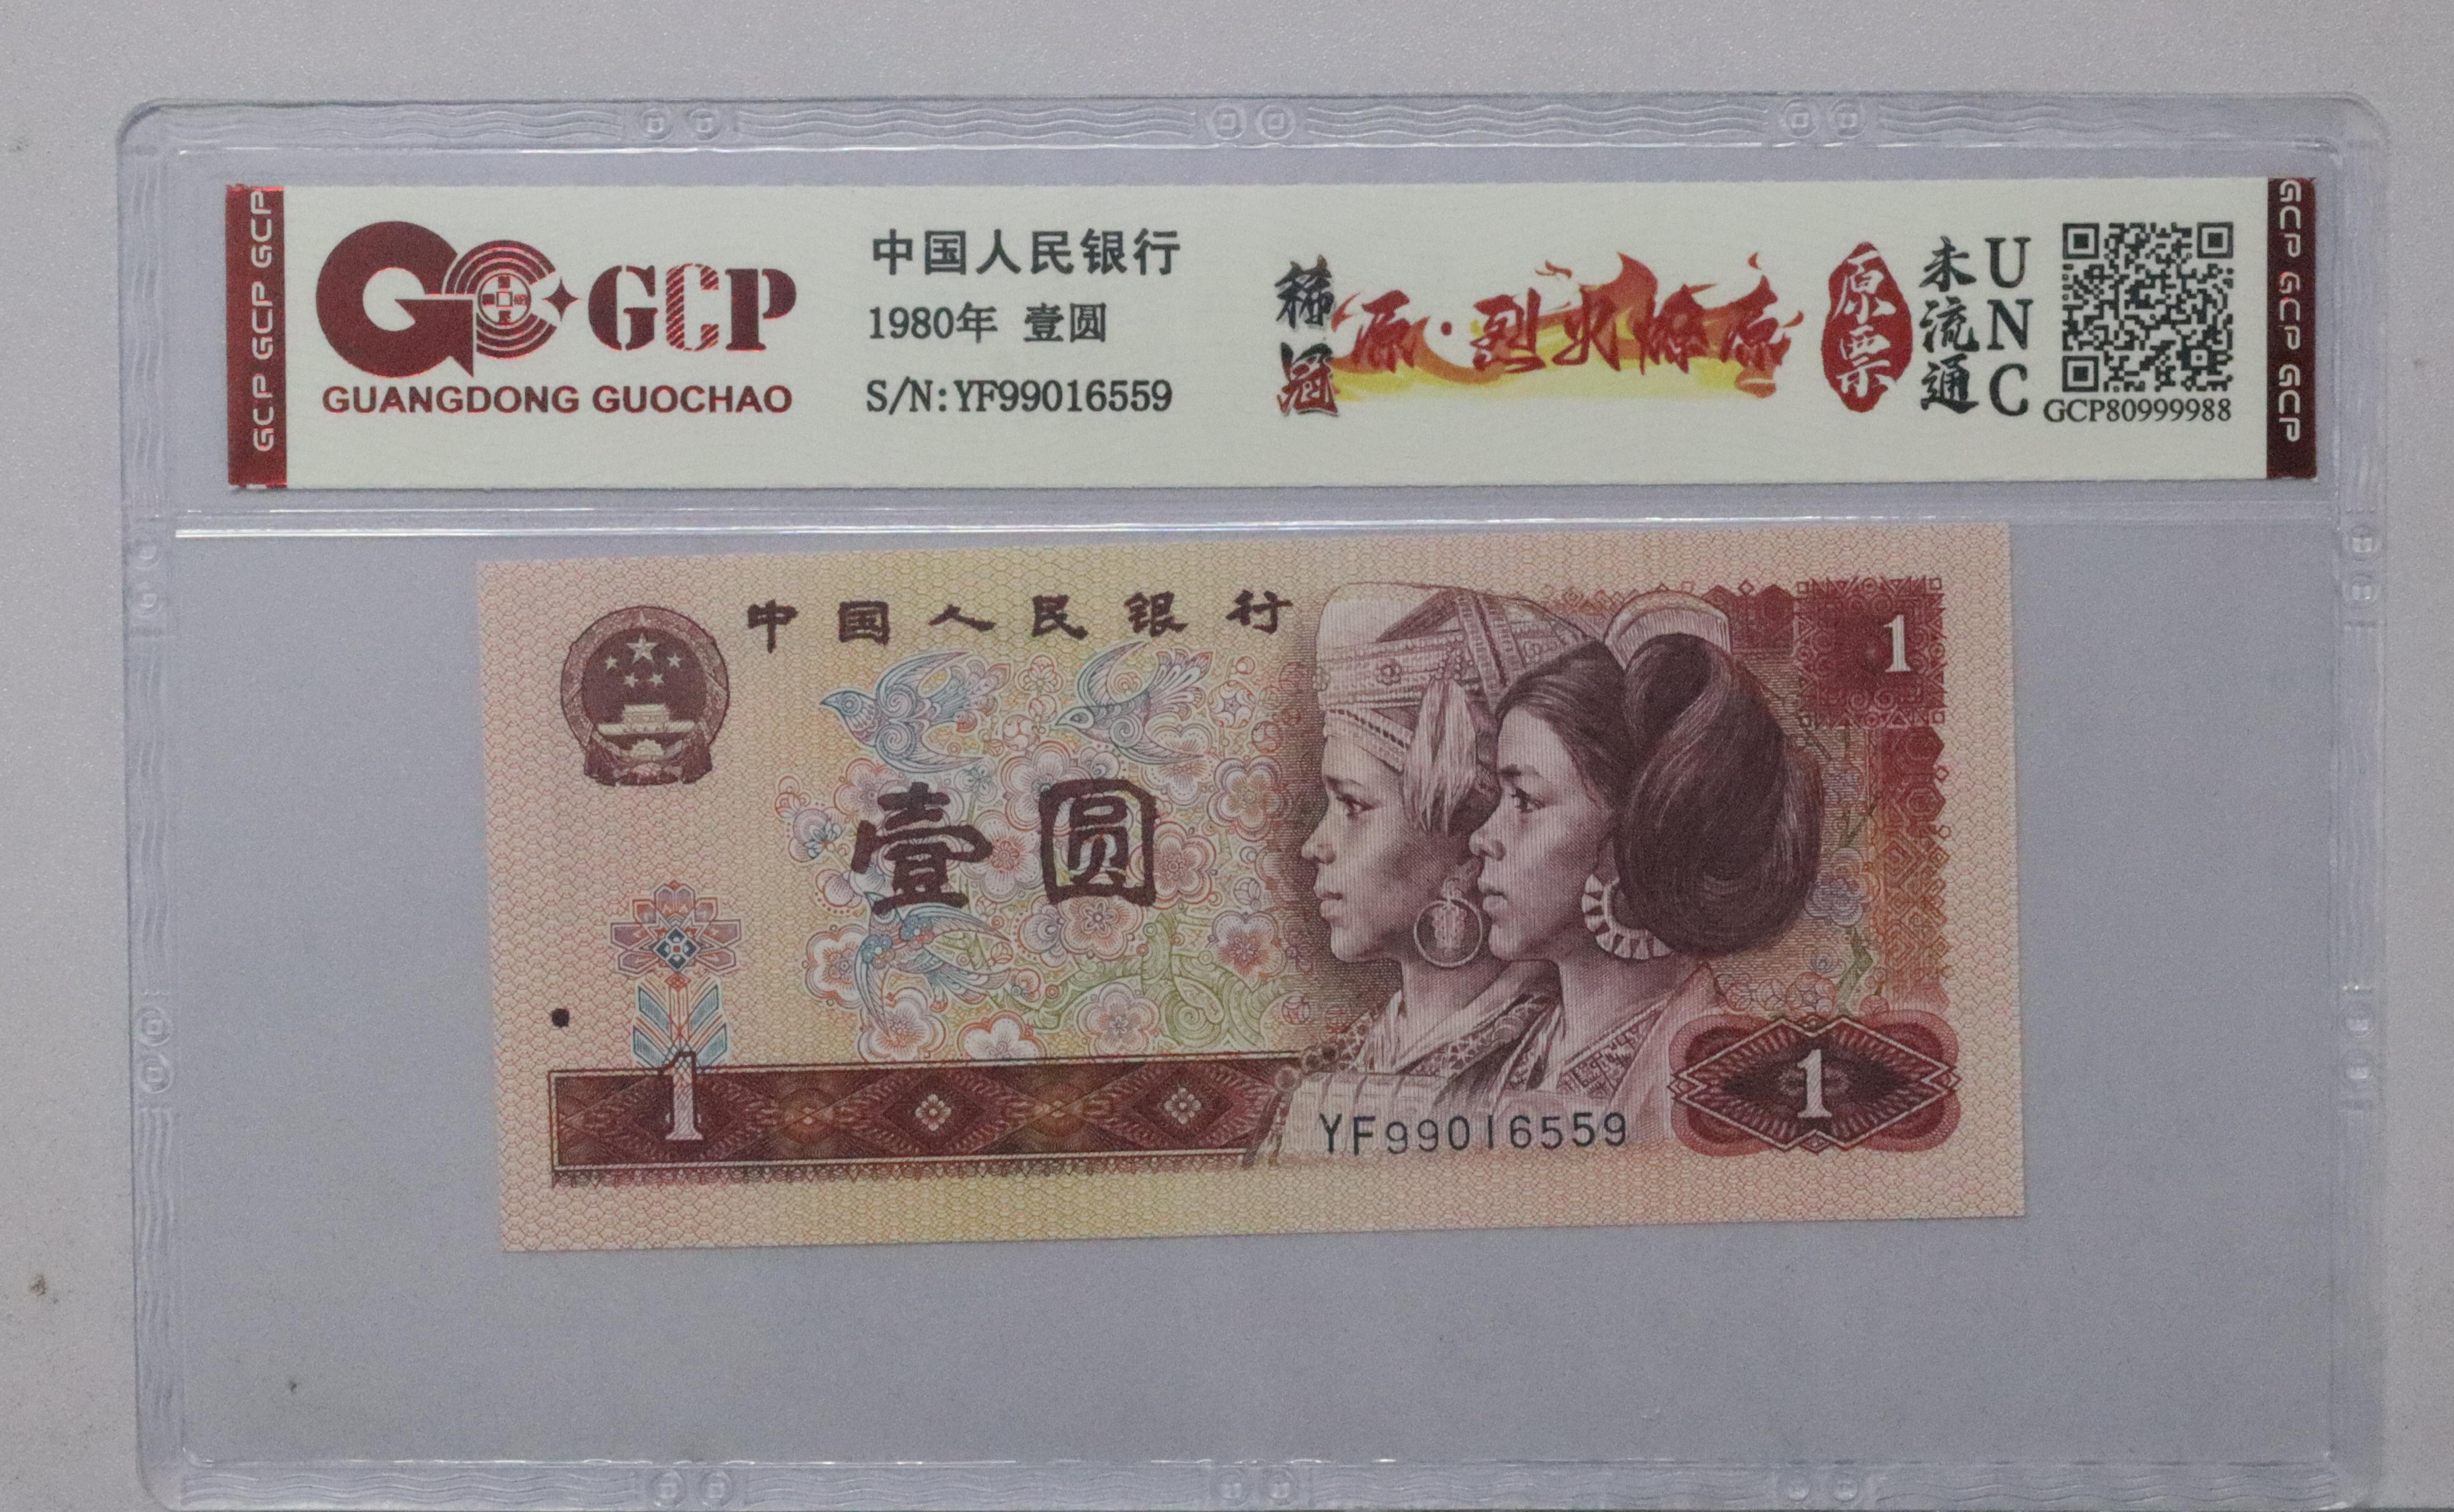 GCP GCP GCP
GCP
GUANGDONG GUOCHAO
中国人民银行
1980年 壹圆
S/N:YF99016559
稀冠
原·烈火燎原
原票
未流通
UNC
GCP80999988
GCP GCP GCP
中国人民银行
1
壹圆
1
YF99016559
1